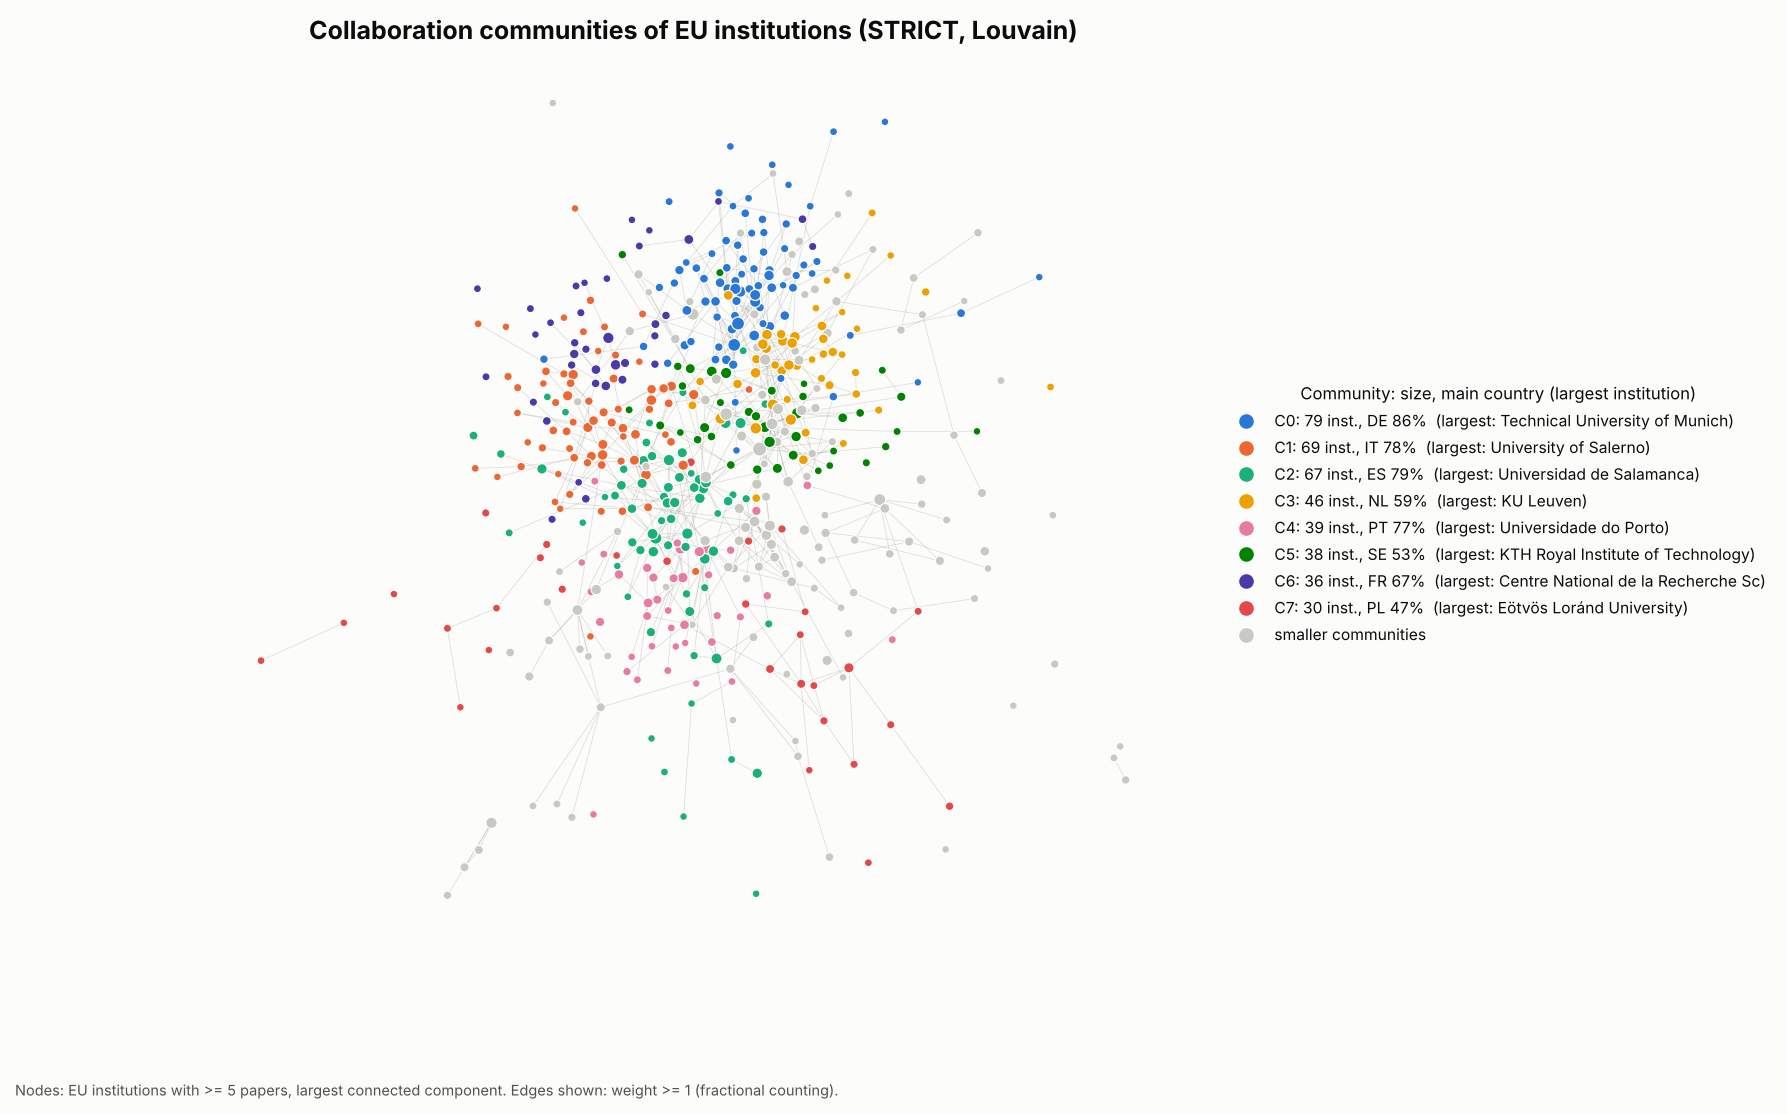 Collaboration communities of EU institutions (STRICT, Louvain)
Community: size, main country (largest institution)
C0: 79 inst., DE 86% (largest: Technical University of Munich)
C1: 69 inst., IT 78% (largest: University of Salerno)
C2: 67 inst., ES 79% (largest: Universidad de Salamanca)
C3: 46 inst., NL 59% (largest: KU Leuven)
C4: 39 inst., PT 77% (largest: Universidade do Porto)
C5: 38 inst., SE 53% (largest: KTH Royal Institute of Technology)
C6: 36 inst., FR 67% (largest: Centre National de la Recherche Sc)
C7: 30 inst., PL 47% (largest: Eötvös Loránd University)
smaller communities
Nodes: EU institutions with >= 5 papers, largest connected component. Edges shown: weight >= 1 (fractional counting).